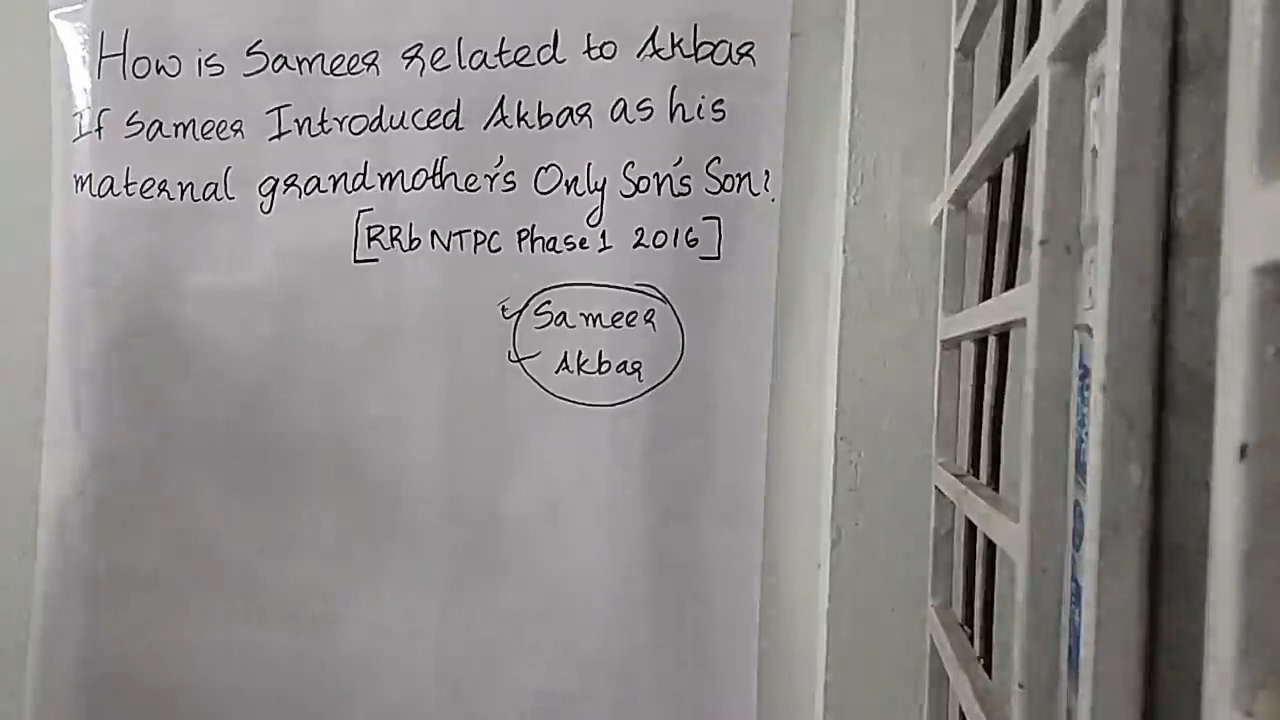 How is Sameer related to Akbar
If Sameer Introduced Akbar as his
maternal grandmother's Only Son's Son?
[RRb NTPC Phase 1 2016]
Sameer
Akbar